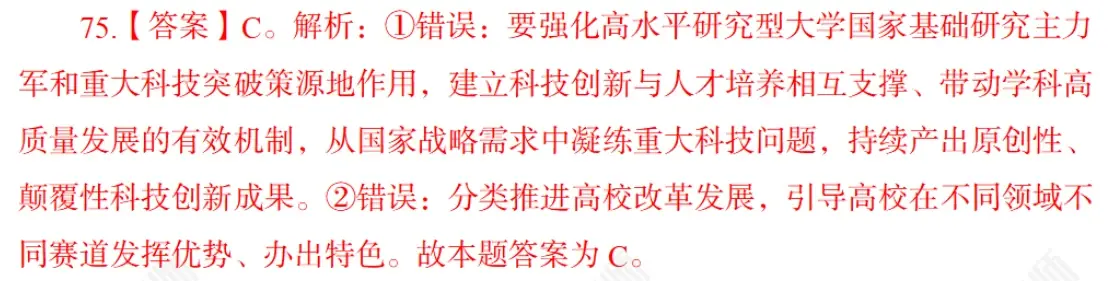 75.【答案】C。解析：①错误：要强化高水平研究型大学国家基础研究主力
军和重大科技突破策源地作用，建立科技创新与人才培养相互支撑、带动学科高
质量发展的有效机制，从国家战略需求中凝练重大科技问题，持续产出原创性、
颠覆性科技创新成果。②错误：分类推进高校改革发展，引导高校在不同领域不
同赛道发挥优势、办出特色。故本题答案为 C。